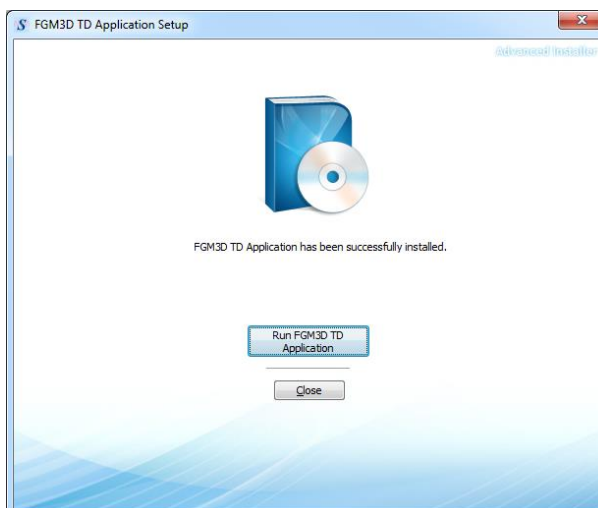 S FGM3D TD Application Setup
Advanced Installer
FGM3D TD Application has been successfully installed.
Run FGM3D TD
Application
Close